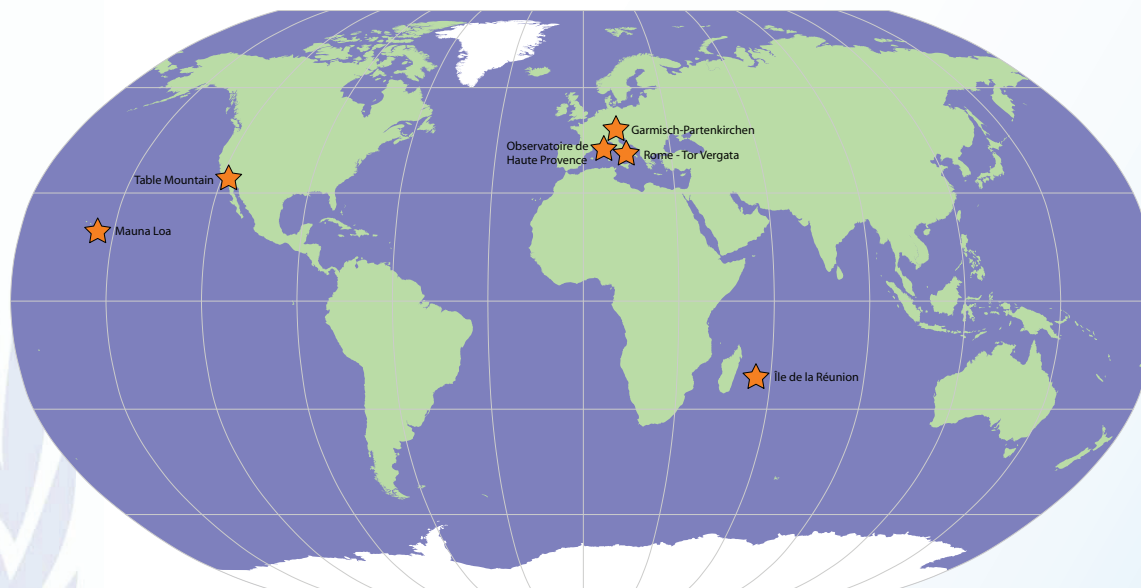 Garmisch-Partenkirchen
Observatoire de
Haute Provence
Rome - Tor Vergata
Table Mountain
Mauna Loa
Île de la Réunion